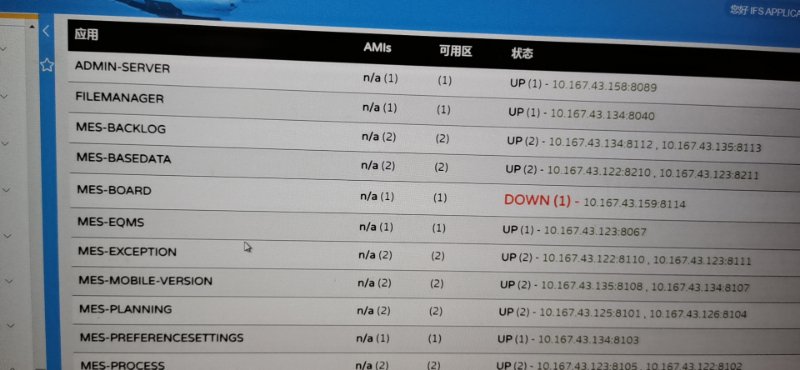 您好 IFS APPLICA
应用 AMIs 可用区 状态
ADMIN-SERVER n/a (1) (1) UP (1) - 10.167.43.158:8089
FILEMANAGER n/a (1) (1) UP (1) - 10.167.43.134:8040
MES-BACKLOG n/a (2) (2) UP (2) - 10.167.43.134:8112 , 10.167.43.135:8113
MES-BASEDATA n/a (2) (2) UP (2) - 10.167.43.122:8210 , 10.167.43.123:8211
MES-BOARD n/a (1) (1) DOWN (1) - 10.167.43.159:8114
MES-EQMS n/a (1) (1) UP (1) - 10.167.43.123:8067
MES-EXCEPTION n/a (2) (2) UP (2) - 10.167.43.122:8110 , 10.167.43.123:8111
MES-MOBILE-VERSION n/a (2) (2) UP (2) - 10.167.43.135:8108 , 10.167.43.134:8107
MES-PLANNING n/a (2) (2) UP (2) - 10.167.43.125:8101 , 10.167.43.126:8104
MES-PREFERENCESETTINGS n/a (1) (1) UP (1) - 10.167.43.134:8103
MES-PROCESS n/a (2) (2) UP (2) - 10.167.43.123:8105 , 10.167.43.122:8102